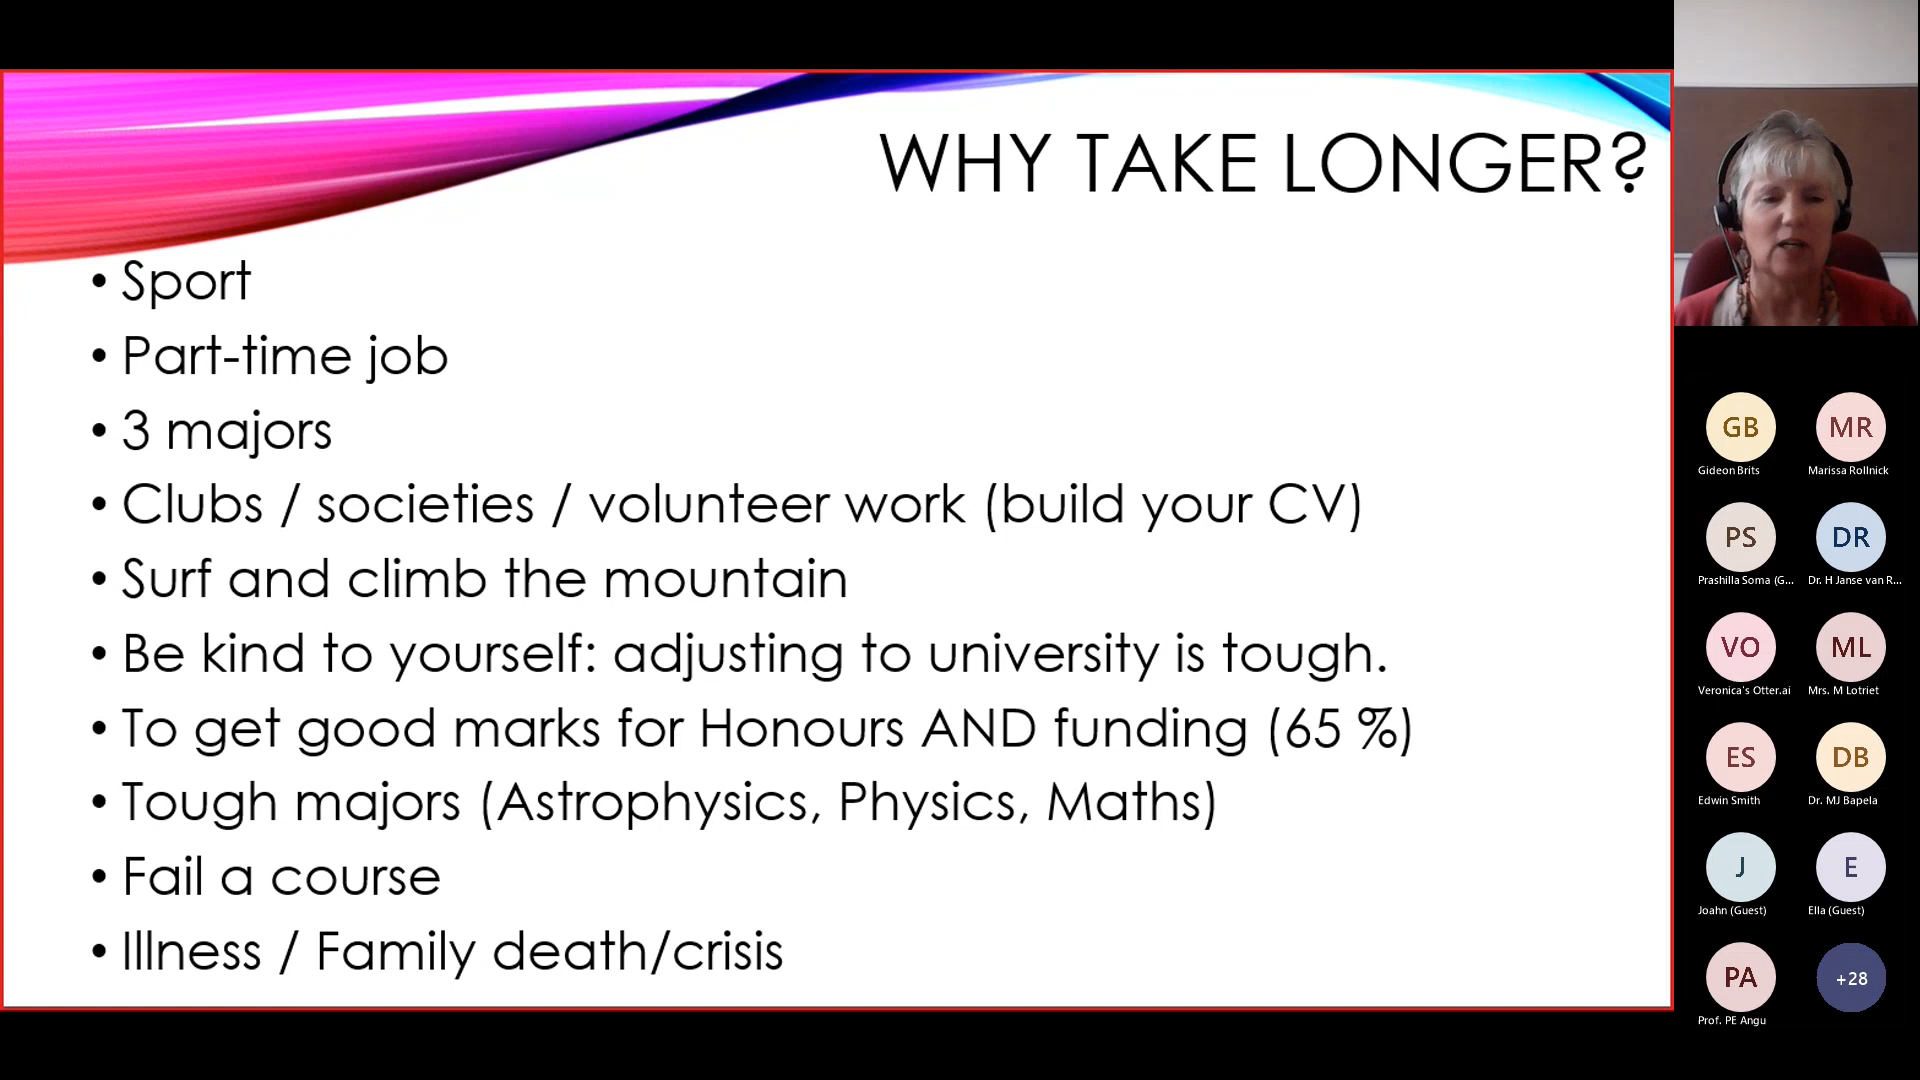 WHY TAKE LONGER?
• Sport
• Part-time job
• 3 majors
• Clubs / societies / volunteer work (build your CV)
• Surf and climb the mountain
• Be kind to yourself: adjusting to university is tough.
• To get good marks for Honours AND funding (65 %)
• Tough majors (Astrophysics, Physics, Maths)
• Fail a course
• Illness / Family death/crisis
GB
Gideon Brits
MR
Marissa Rollnick
PS
Prashilla Soma (G...
DR
Dr. H Janse van R...
VO
Veronica's Otter.ai
ML
Mrs. M Lotriet
ES
Edwin Smith
DB
Dr. MJ Bapela
J
Joahn (Guest)
E
Ella (Guest)
PA
Prof. PE Angu
+28